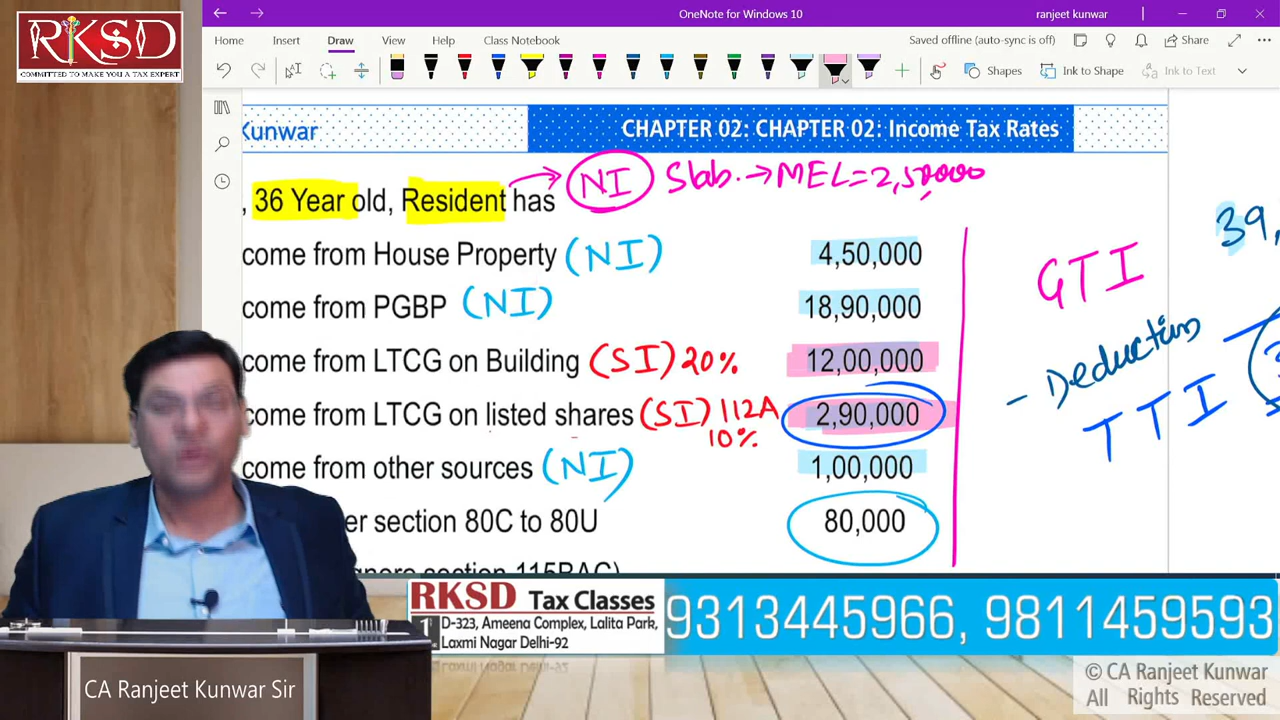 RKSD
COMMITTED TO MAKE YOU A TAX EXPERT
OneNote for Windows 10
ranjeet kunwar
Home Insert Draw View Help Class Notebook
Saved offline (auto-sync is off)
Share
Shapes
Ink to Shape
Ink to Text
Kunwar
CHAPTER 02: CHAPTER 02: Income Tax Rates
, 36 Year old, Resident has
NI Slab. → MEL = 2,50000
39,
come from House Property (NI) 4,50,000
GTI
come from PGBP (NI) 18,90,000
come from LTCG on Building (SI) 20% 12,00,000
- Deductions
come from LTCG on listed shares (SI) 112A 10% 2,90,000
TTI
come from other sources (NI) 1,00,000
er section 80C to 80U 80,000
gnore section 115BAC)
RKSD Tax Classes
D-323, Ameena Complex, Lalita Park,
Laxmi Nagar Delhi-92
9313445966, 9811459593
CA Ranjeet Kunwar Sir
© CA Ranjeet Kunwar
All Rights Reserved